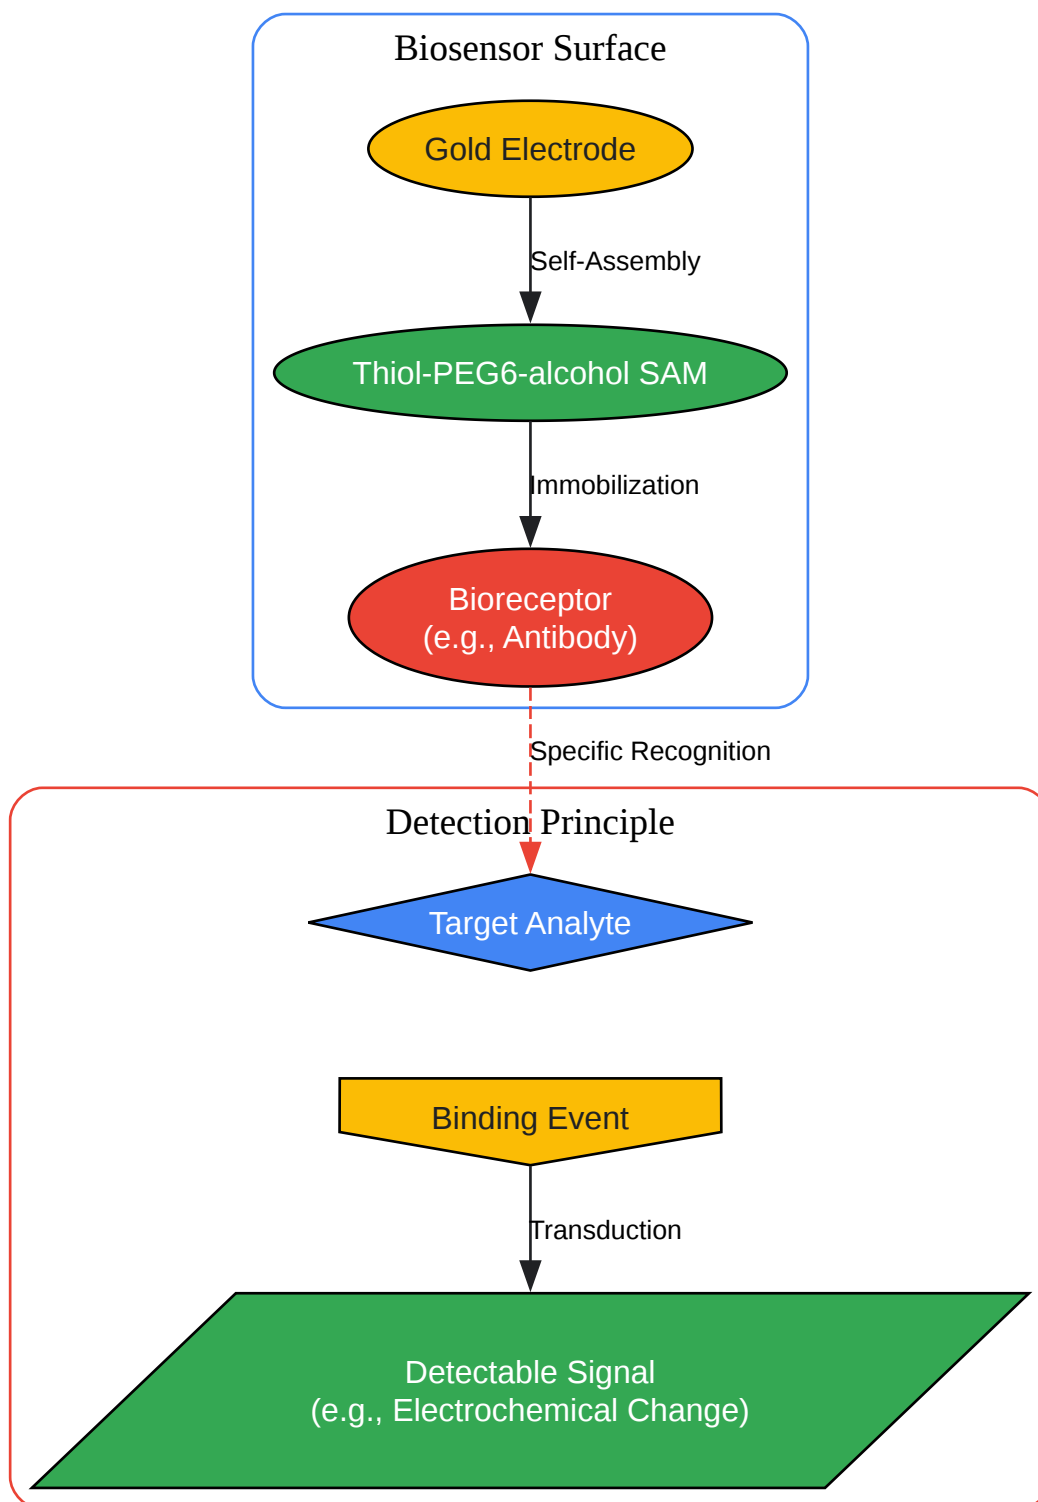 Biosensor Surface
Gold Electrode
Self-Assembly
Thiol-PEG6-alcohol SAM
Immobilization
Bioreceptor
(e.g., Antibody)
Specific Recognition
Detection Principle
Target Analyte
Binding Event
Transduction
Detectable Signal
(e.g., Electrochemical Change)